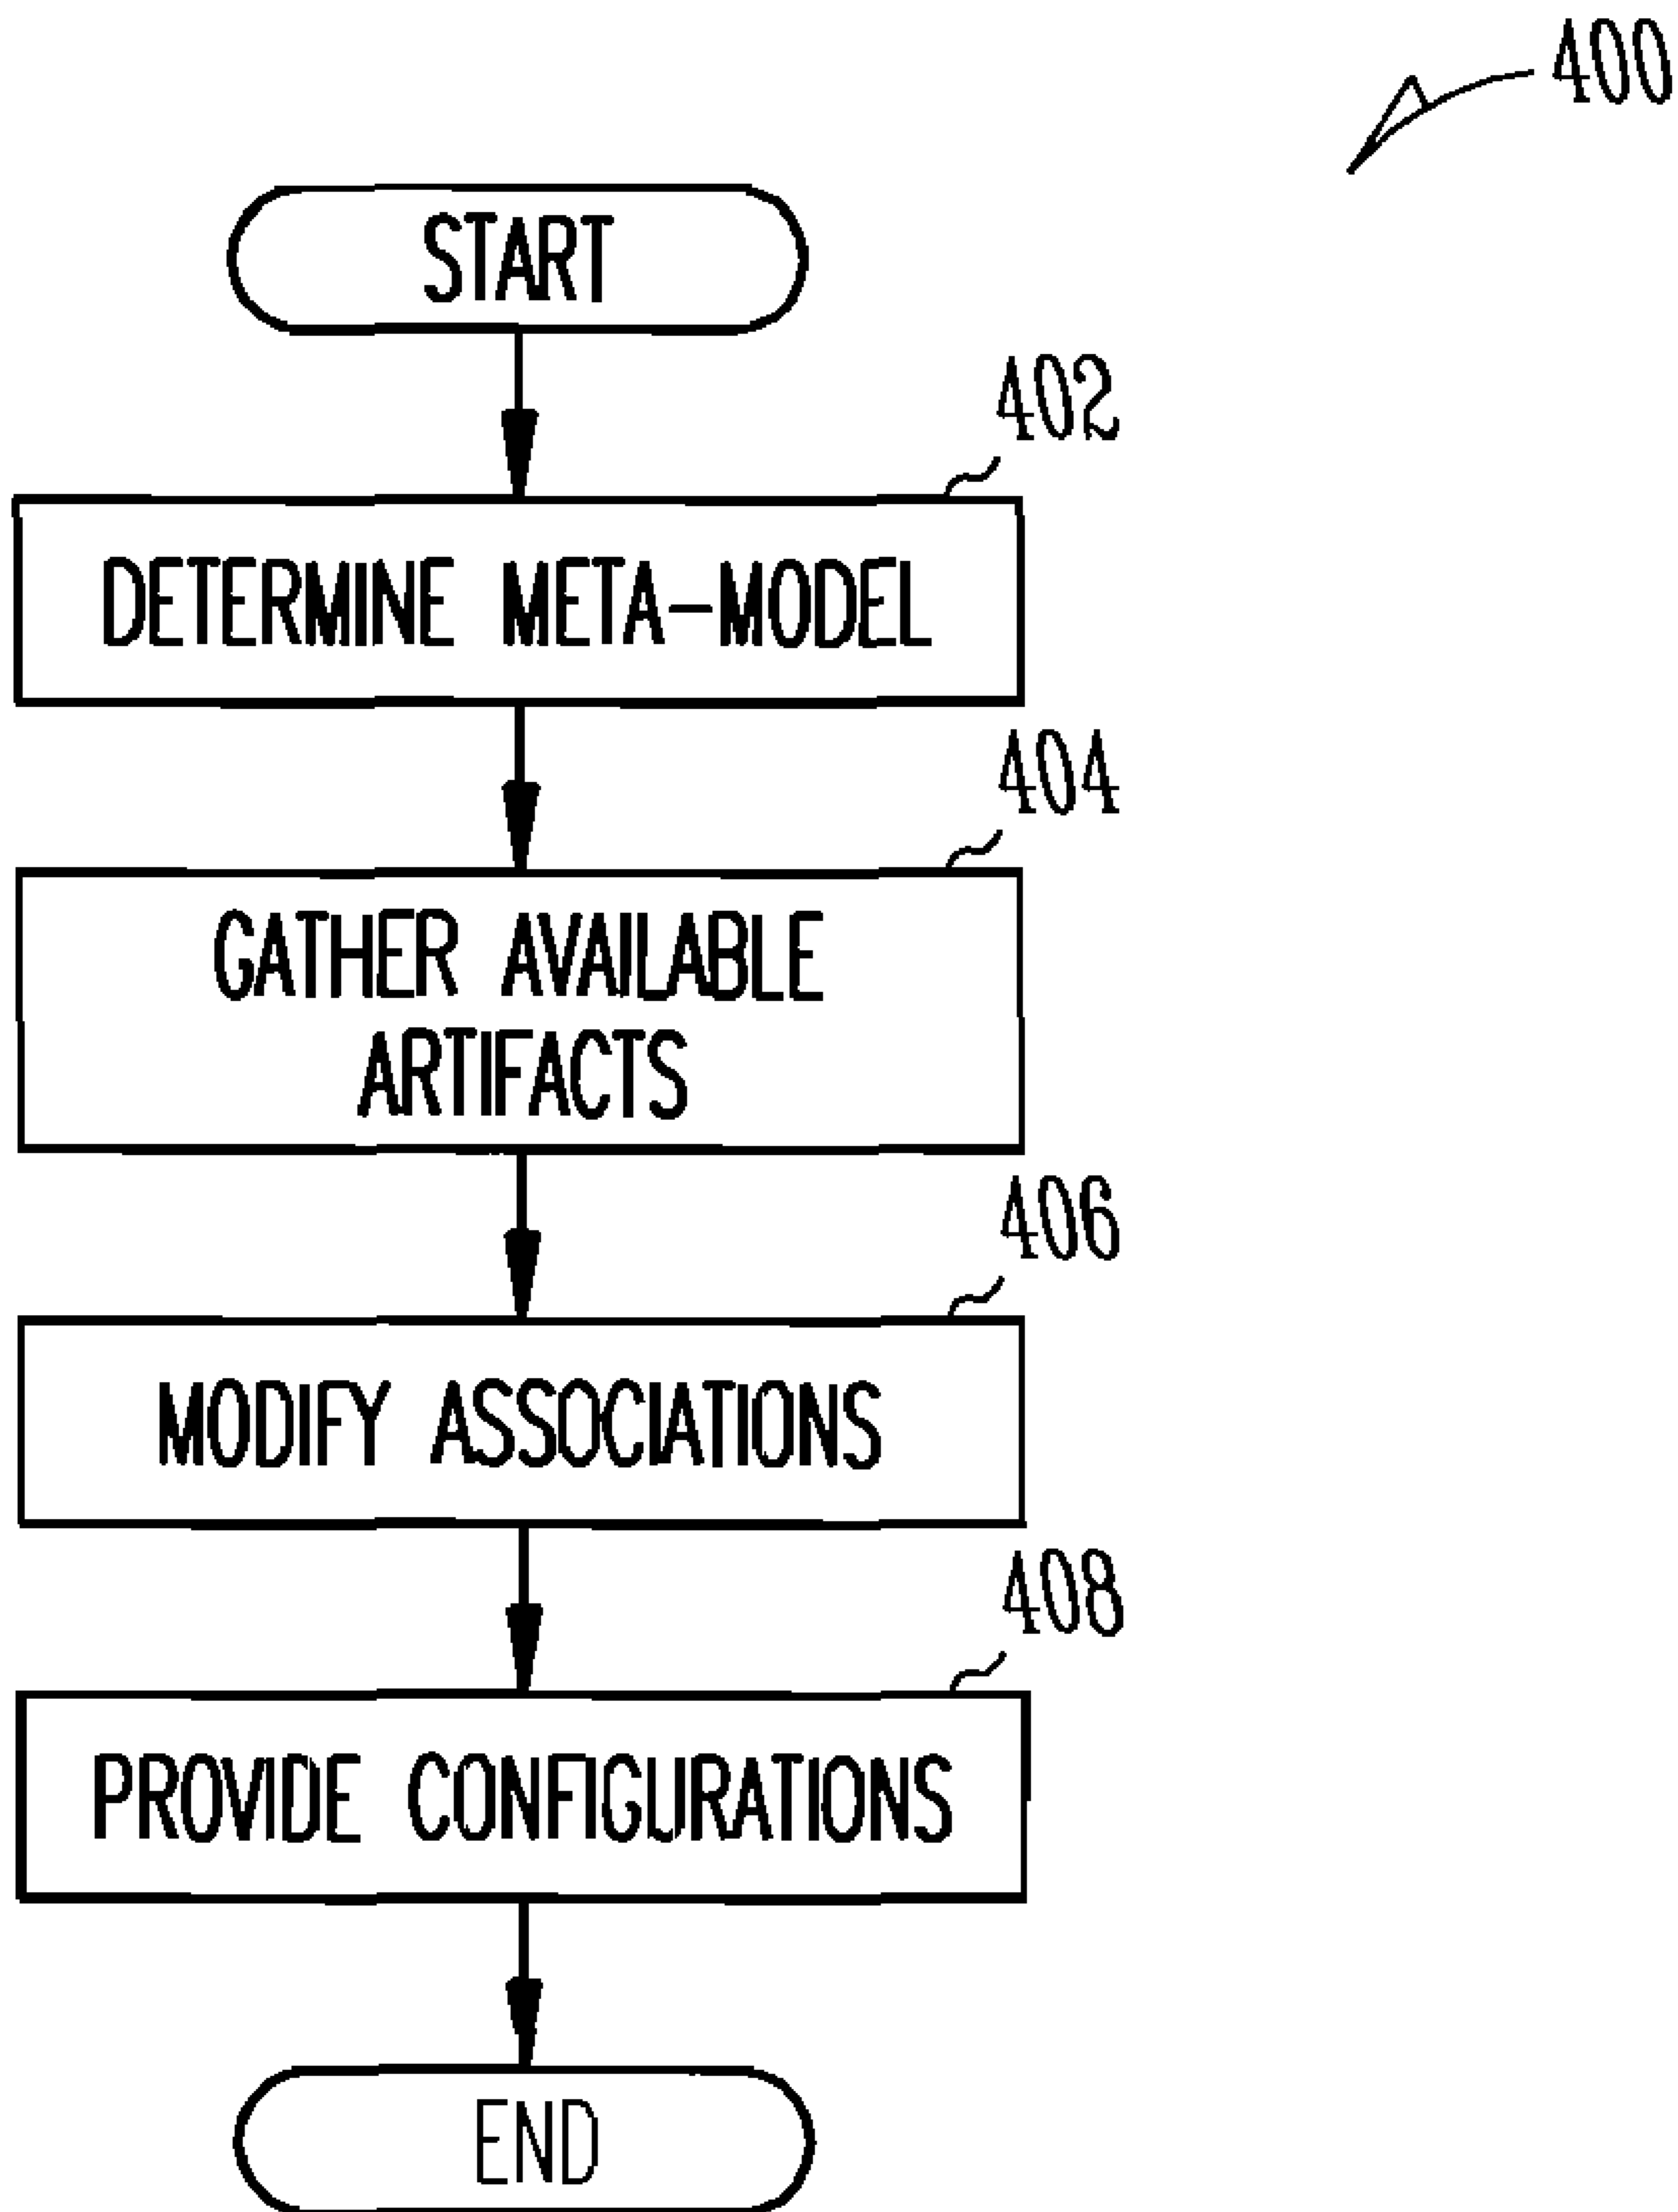 400
START
402
DETERMINE META-MODEL
404
GATHER AVAILABLE
ARTIFACTS
406
MODIFY ASSOCIATIONS
408
PROVIDE CONFIGURATIONS
END